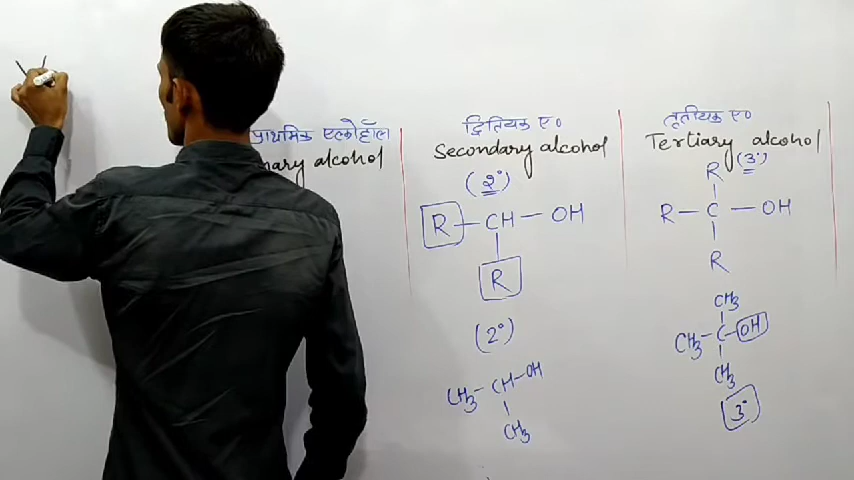 प्राथमिक एल्कोहॉल
ary alcohol
द्वितियक ए०
Secondary alcohol
(2°)
R — CH — OH
R
(2°)
CH3 – CH – OH
CH3
तृतीयक ए०
Tertiary alcohol
(3°)
R
R — C — OH
R
CH3
CH3 – C – OH
CH3
3°